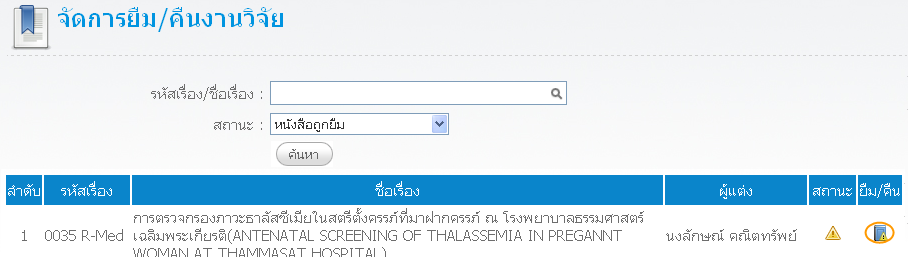 จัดการยืม/คืนงานวิจัย
รหัสเรื่อง/ชื่อเรื่อง :
สถานะ : หนังสือถูกยืม
ค้นหา
ลำดับ รหัสเรื่อง ชื่อเรื่อง ผู้แต่ง สถานะ ยืม/คืน
การตรวจกรองภาวะธาลัสซีเมียในสตรีตั้งครรภ์ที่มาฝากครรภ์ ณ โรงพยาบาลธรรมศาสตร์
1 0035 R-Med เฉลิมพระเกียรติ(ANTENATAL SCREENING OF THALASSEMIA IN PREGANNT นงลักษณ์ คณิตทรัพย์
WOMAN AT THAMMASAT HOSPITAL)